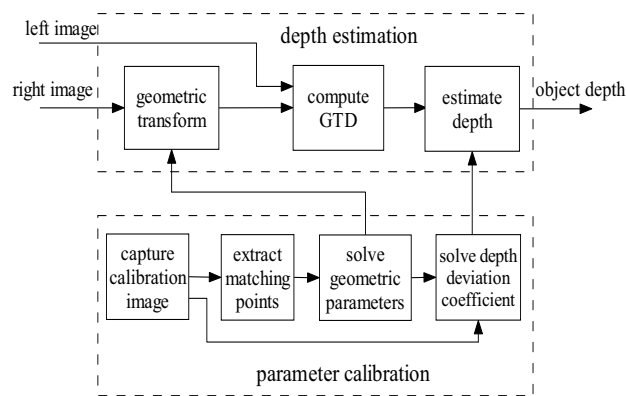 left image
depth estimation
right image
geometric
transform
compute
GTD
estimate
depth
object depth
capture
calibration
image
extract
matching
points
solve
geometric
parameters
solve depth
deviation
coefficient
parameter calibration